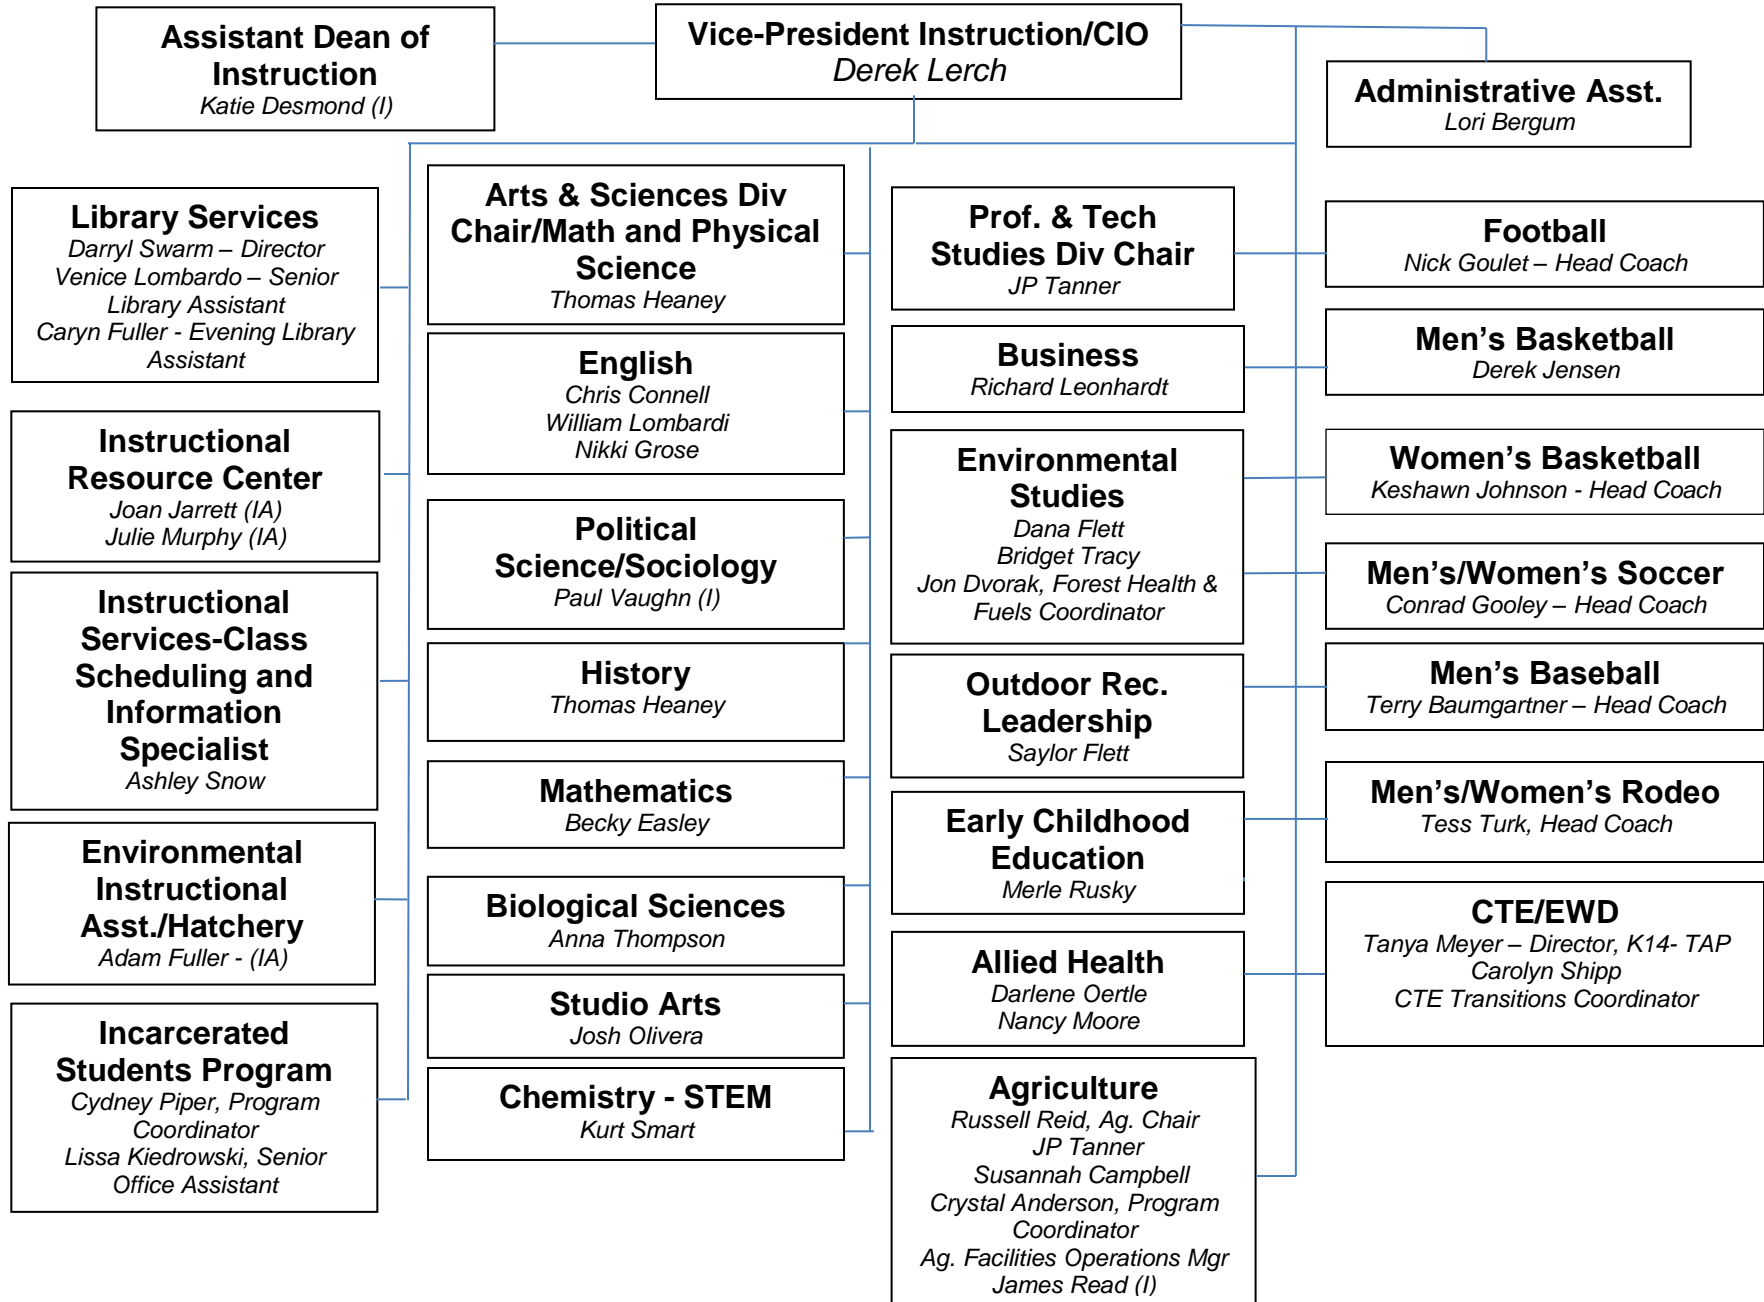 Assistant Dean of
Instruction
Katie Desmond (I)
Vice-President Instruction/CIO
Derek Lerch
Administrative Asst.
Lori Bergum
Library Services
Darryl Swarm – Director
Venice Lombardo – Senior
Library Assistant
Caryn Fuller - Evening Library
Assistant
Instructional
Resource Center
Joan Jarrett (IA)
Julie Murphy (IA)
Instructional
Services-Class
Scheduling and
Information
Specialist
Ashley Snow
Environmental
Instructional
Asst./Hatchery
Adam Fuller - (IA)
Incarcerated
Students Program
Cydney Piper, Program
Coordinator
Lissa Kiedrowski, Senior
Office Assistant
Arts & Sciences Div
Chair/Math and Physical
Science
Thomas Heaney
English
Chris Connell
William Lombardi
Nikki Grose
Political
Science/Sociology
Paul Vaughn (I)
History
Thomas Heaney
Mathematics
Becky Easley
Biological Sciences
Anna Thompson
Studio Arts
Josh Olivera
Chemistry - STEM
Kurt Smart
Prof. & Tech
Studies Div Chair
JP Tanner
Business
Richard Leonhardt
Environmental
Studies
Dana Flett
Bridget Tracy
Jon Dvorak, Forest Health &
Fuels Coordinator
Outdoor Rec.
Leadership
Saylor Flett
Early Childhood
Education
Merle Rusky
Allied Health
Darlene Oertle
Nancy Moore
Agriculture
Russell Reid, Ag. Chair
JP Tanner
Susannah Campbell
Crystal Anderson, Program
Coordinator
Ag. Facilities Operations Mgr
James Read (I)
Football
Nick Goulet – Head Coach
Men’s Basketball
Derek Jensen
Women’s Basketball
Keshawn Johnson - Head Coach
Men’s/Women’s Soccer
Conrad Gooley – Head Coach
Men’s Baseball
Terry Baumgartner – Head Coach
Men’s/Women’s Rodeo
Tess Turk, Head Coach
CTE/EWD
Tanya Meyer – Director, K14- TAP
Carolyn Shipp
CTE Transitions Coordinator